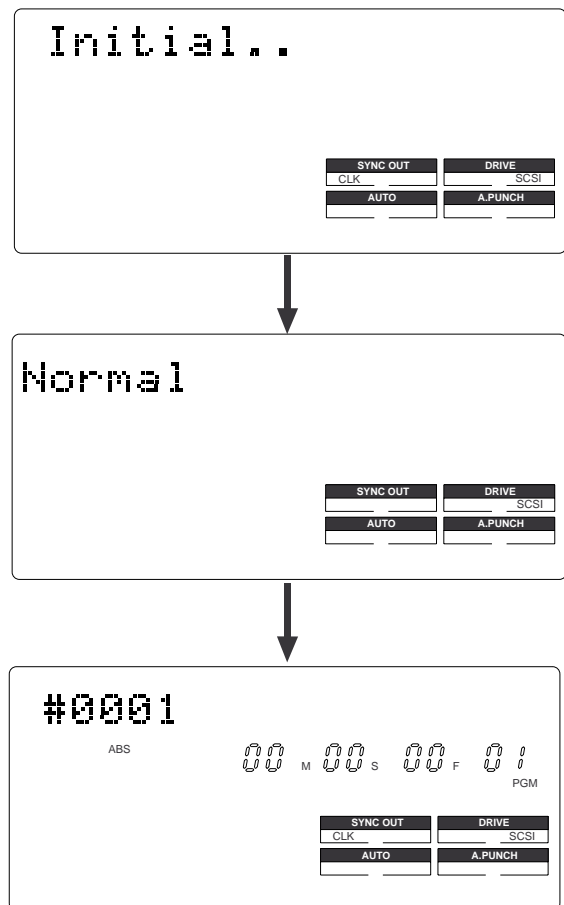 Initial..
SYNC OUT DRIVE
CLK SCSI
AUTO A.PUNCH
Normal
SYNC OUT DRIVE
SCSI
AUTO A.PUNCH
#0001
ABS 00 M 00 S 00 F 01
PGM
SYNC OUT DRIVE
CLK SCSI
AUTO A.PUNCH